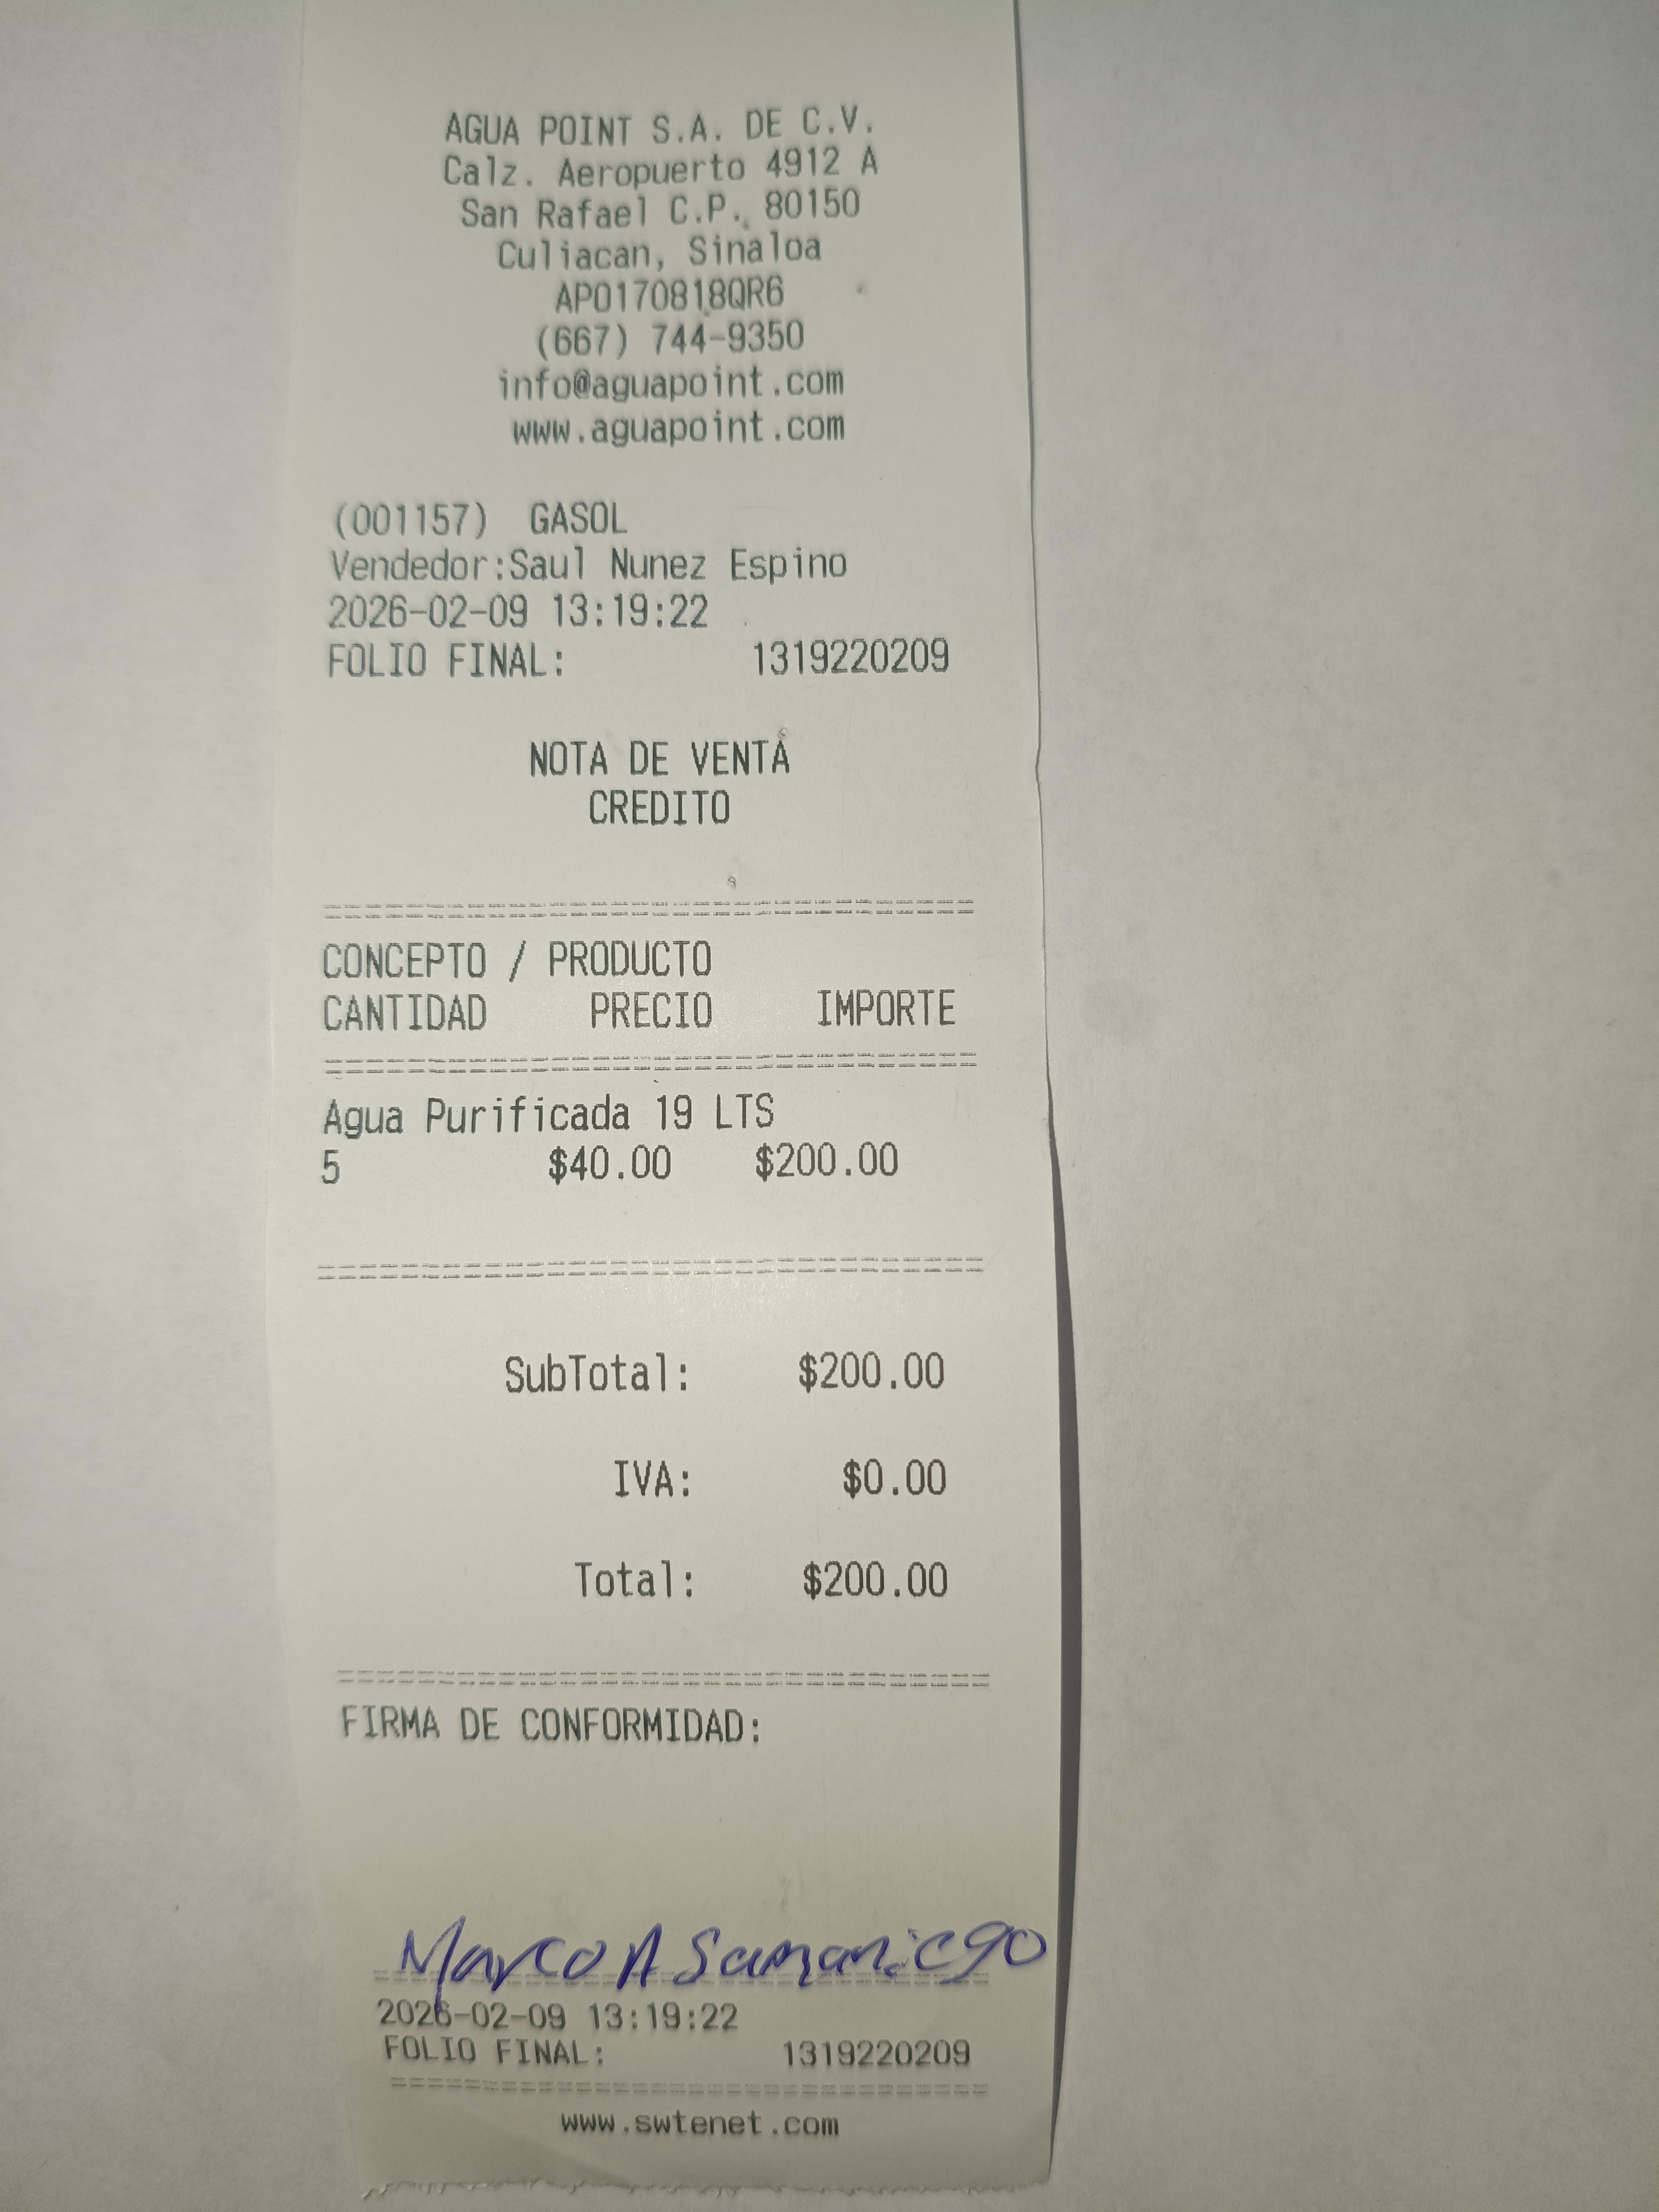 AGUA POINT S.A. DE C.V.
Calz. Aeropuerto 4912 A
San Rafael C.P. 80150
Culiacan, Sinaloa
APO170818QR6
(667) 744-9350
info@aguapoint.com
www.aguapoint.com
(001157) GASOL
Vendedor:Saul Nunez Espino
2026-02-09 13:19:22
FOLIO FINAL: 1319220209
NOTA DE VENTA
CREDITO
CONCEPTO / PRODUCTO
CANTIDAD PRECIO IMPORTE
Agua Purificada 19 LTS
5 $40.00 $200.00
SubTotal: $200.00
IVA: $0.00
Total: $200.00
FIRMA DE CONFORMIDAD:
Marco A Samaniego
2026-02-09 13:19:22
FOLIO FINAL: 1319220209
www.swtenet.com